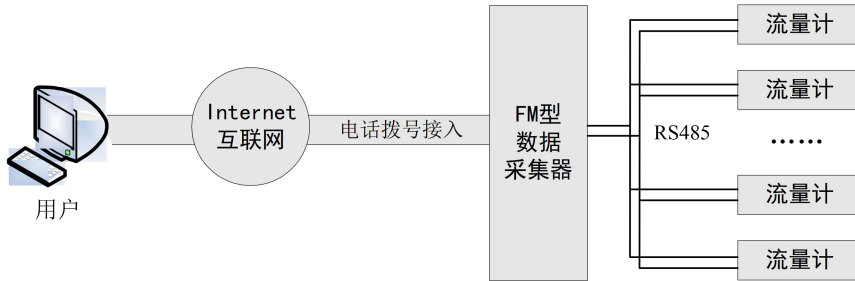 流量计
Internet
互联网
电话拨号接入
FM型
数据
采集器
流量计
RS485
······
流量计
用户
流量计